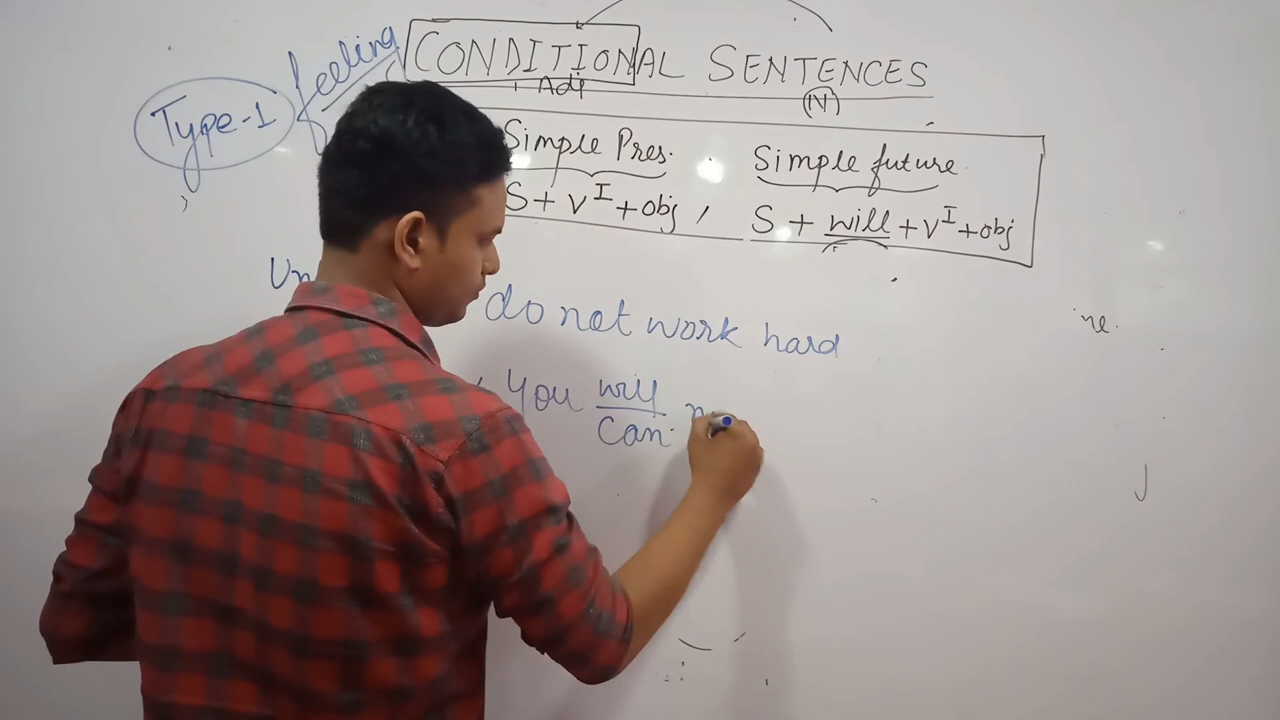 CONDITIONAL SENTENCES
Adj (N)
Type-1 feeling
Simple Pres. Simple future
S + V^I + obj , S + will + V^I + obj
do not work hard
You will
can